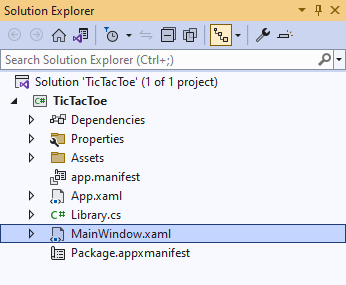 Solution Explorer
Search Solution Explorer (Ctrl+;)
Solution 'TicTacToe' (1 of 1 project)
C# TicTacToe
Dependencies
Properties
Assets
app.manifest
App.xaml
C# Library.cs
MainWindow.xaml
Package.appxmanifest